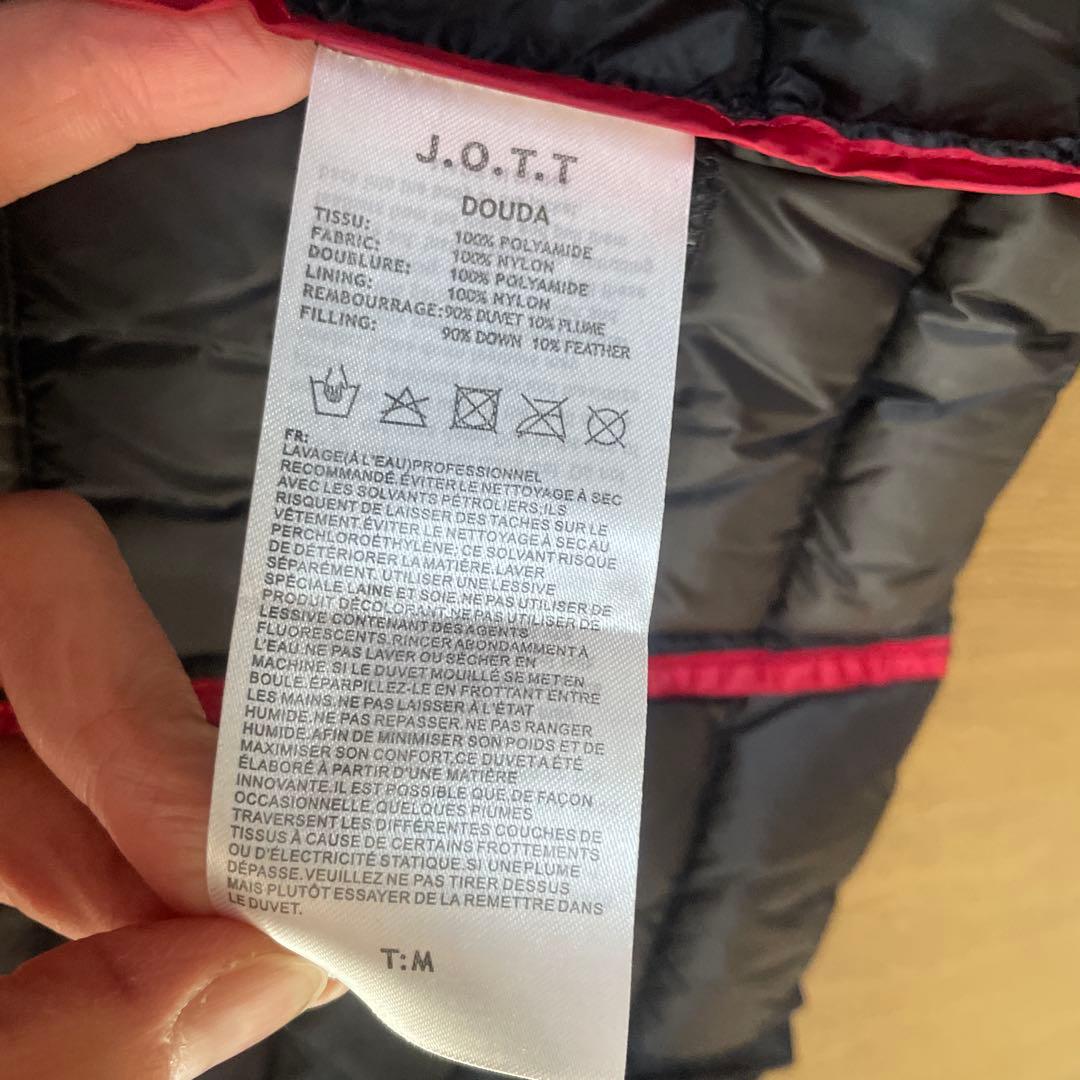 J.O.T.T
DOUDA
TISSU: 100% POLYAMIDE
FABRIC: 100% NYLON
DOUBLURE: 100% POLYAMIDE
LINING: 100% NYLON
REMBOURRAGE:90% DUVET 10% PLUME
FILLING: 90% DOWN 10% FEATHER
FR:
LAVAGE(À L'EAU)PROFESSIONNEL
RECOMMANDÉ.ÉVITER LE NETTOYAGE À SEC
AVEC LES SOLVANTS PÉTROLIERS;ILS
RISQUENT DE LAISSER DES TACHES SUR LE
VÊTEMENT.ÉVITER LE NETTOYAGE À SEC AU
PERCHLOROÉTHYLÈNE; CE SOLVANT RISQUE
DE DÉTÉRIORER LA MATIÈRE.LAVER
SÉPARÉMENT. UTILISER UNE LESSIVE
SPÉCIALE LAINE ET SOIE.NE PAS UTILISER DE
PRODUIT DÉCOLORANT.NE PAS UTILISER DE
LESSIVE CONTENANT DES AGENTS
FLUORESCENTS.RINCER ABONDAMMENT À
L'EAU.NE PAS LAVER OU SÉCHER EN
MACHINE.SI LE DUVET MOUILLÉ SE MET EN
BOULE,ÉPARPILLEZ-LE EN FROTTANT ENTRE
LES MAINS.NE PAS LAISSER À L'ÉTAT
HUMIDE.NE PAS REPASSER.NE PAS RANGER
HUMIDE.AFIN DE MINIMISER SON POIDS ET DE
MAXIMISER SON CONFORT,CE DUVET A ÉTÉ
ÉLABORÉ À PARTIR D'UNE MATIÈRE
INNOVANTE.IL EST POSSIBLE QUE,DE FAÇON
OCCASIONNELLE,QUELQUES PLUMES
TRAVERSENT LES DIFFÉRENTES COUCHES DE
TISSUS À CAUSE DE CERTAINS FROTTEMENTS
OU D'ÉLECTRICITÉ STATIQUE.SI UNE PLUME
DÉPASSE,VEUILLEZ NE PAS TIRER DESSUS
MAIS PLUTÔT ESSAYER DE LA REMETTRE DANS
LE DUVET.
T:M